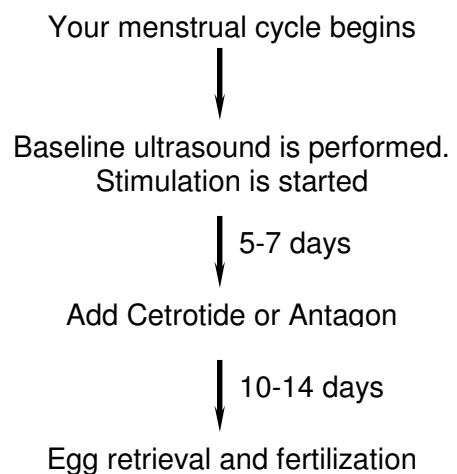 Your menstrual cycle begins
Baseline ultrasound is performed.
Stimulation is started
5-7 days
Add Cetrotide or Antagon
10-14 days
Egg retrieval and fertilization